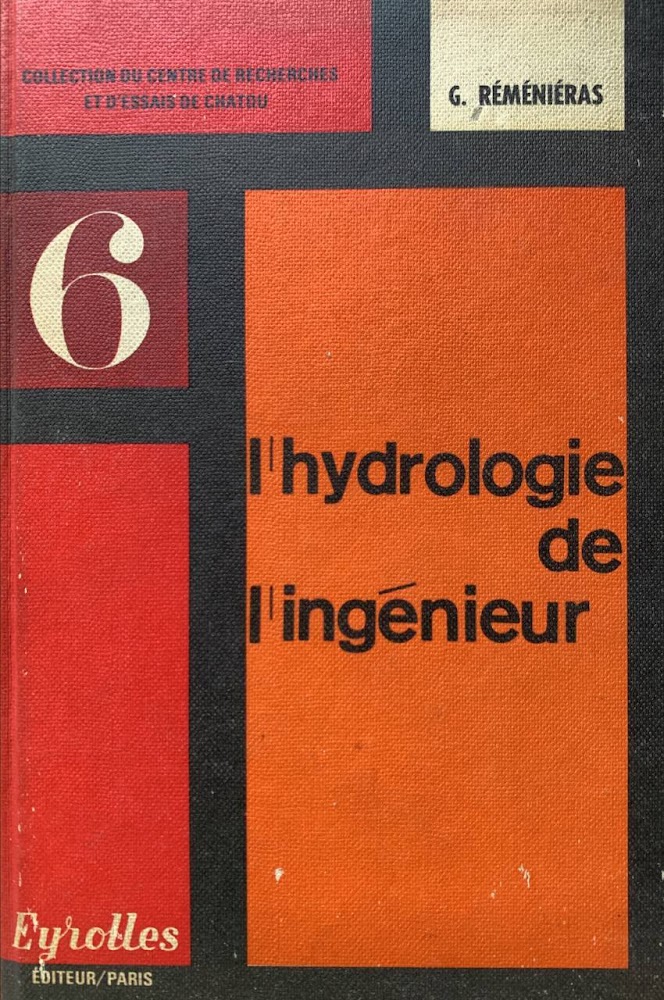 COLLECTION DU CENTRE DE RECHERCHES
ET D'ESSAIS DE CHATOU
G. RÉMÉNIÉRAS
6
l'hydrologie
de
l'ingénieur
Eyrolles
ÉDITEUR/PARIS